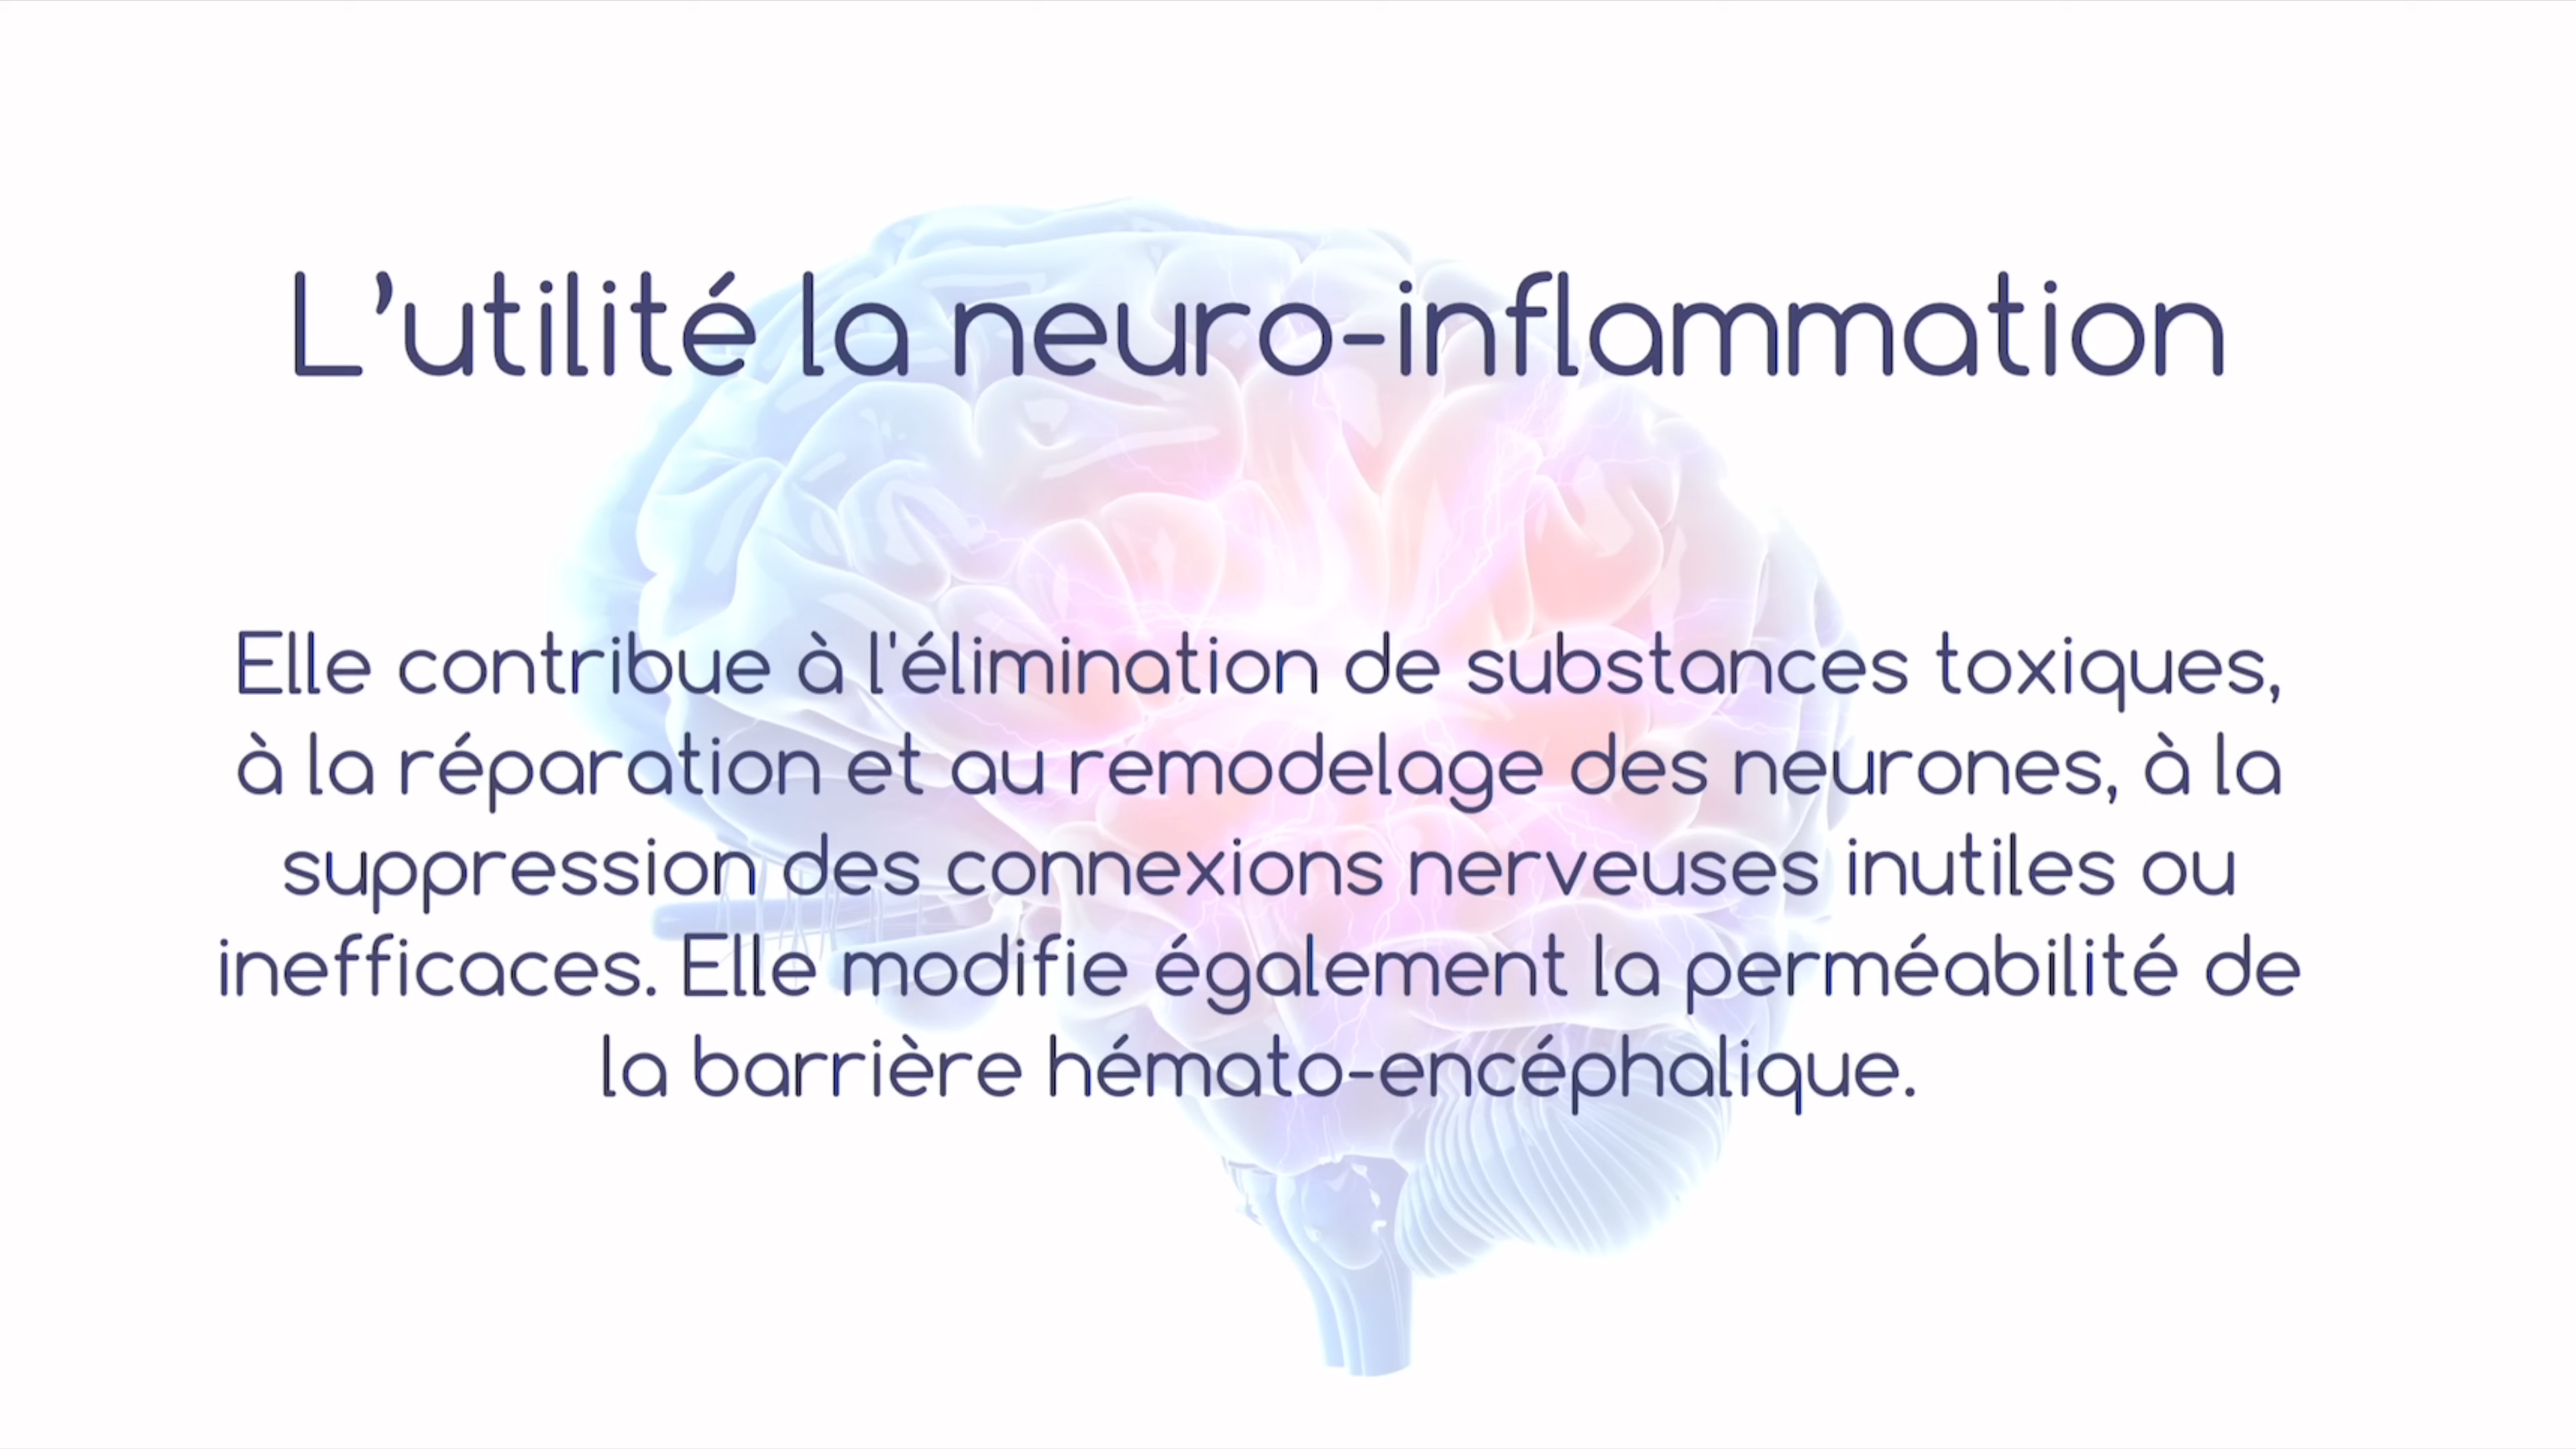 L’utilité la neuro-inflammation
Elle contribue à l'élimination de substances toxiques,
à la réparation et au remodelage des neurones, à la
suppression des connexions nerveuses inutiles ou
inefficaces. Elle modifie également la perméabilité de
la barrière hémato-encéphalique.